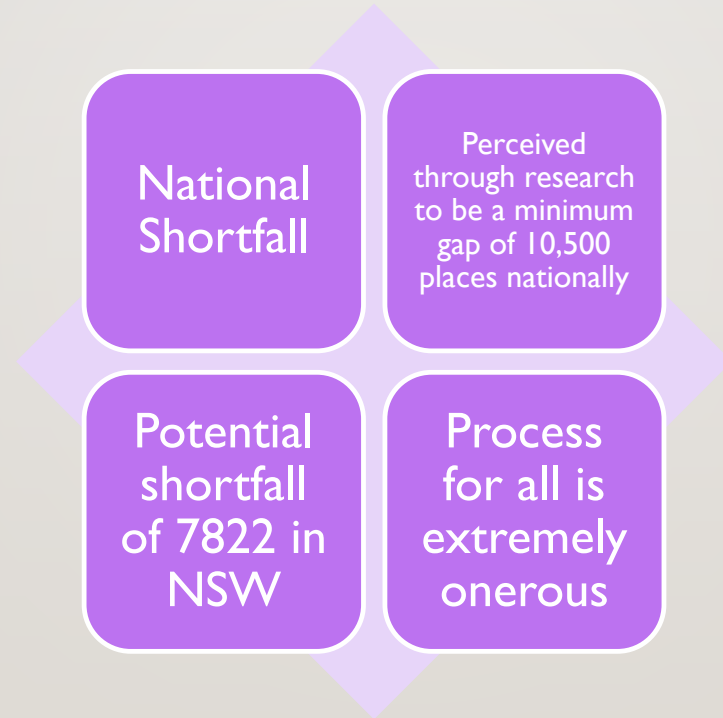 National
Shortfall
Perceived
through research
to be a minimum
gap of 10,500
places nationally
Potential
shortfall
of 7822 in
NSW
Process
for all is
extremely
onerous